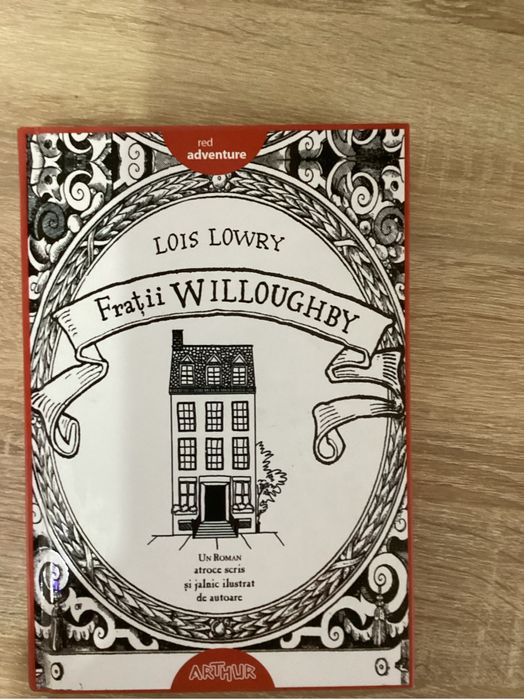 red
adventure
LOIS LOWRY
Frații WILLOUGHBY
UN ROMAN
atroce scris
și jalnic ilustrat
de autoare
ARTHUR